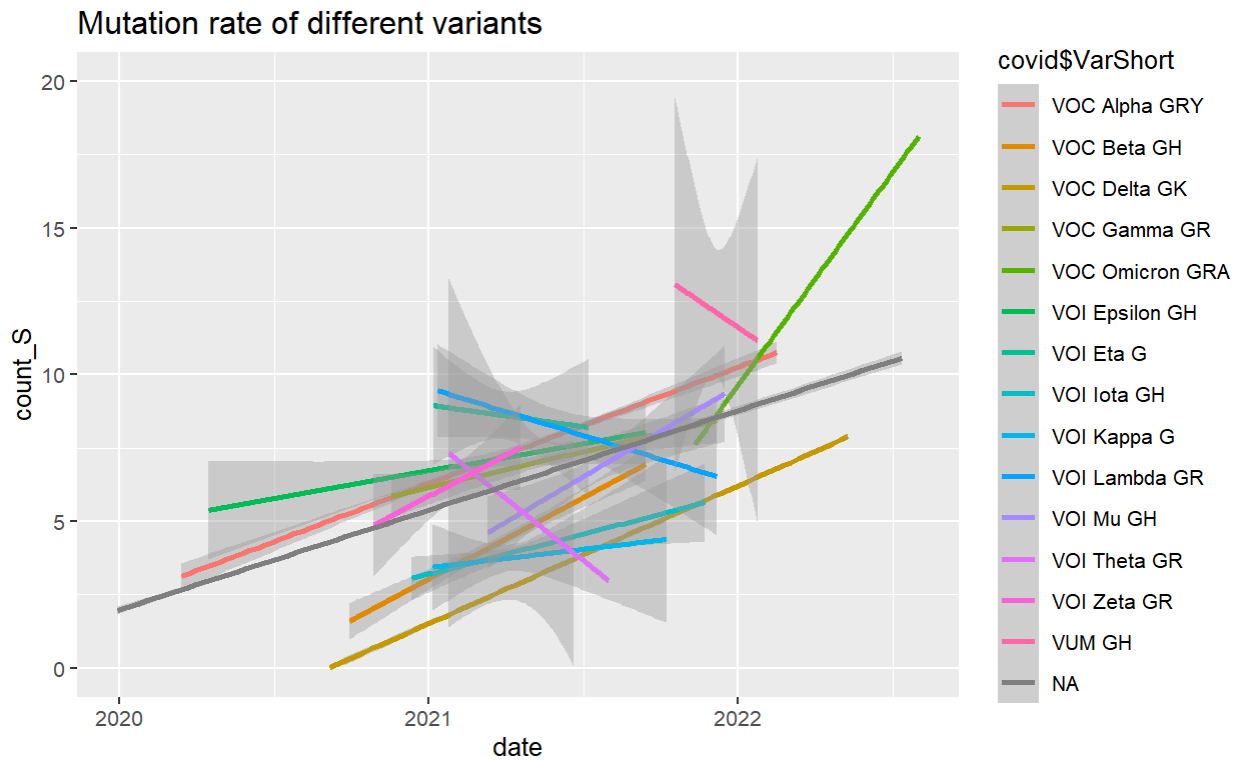 Mutation rate of different variants
20
15
10
5
0
count_S
2020
2021
2022
date
covid$VarShort
VOC Alpha GRY
VOC Beta GH
VOC Delta GK
VOC Gamma GR
VOC Omicron GRA
VOI Epsilon GH
VOI Eta G
VOI Iota GH
VOI Kappa G
VOI Lambda GR
VOI Mu GH
VOI Theta GR
VOI Zeta GR
VUM GH
NA